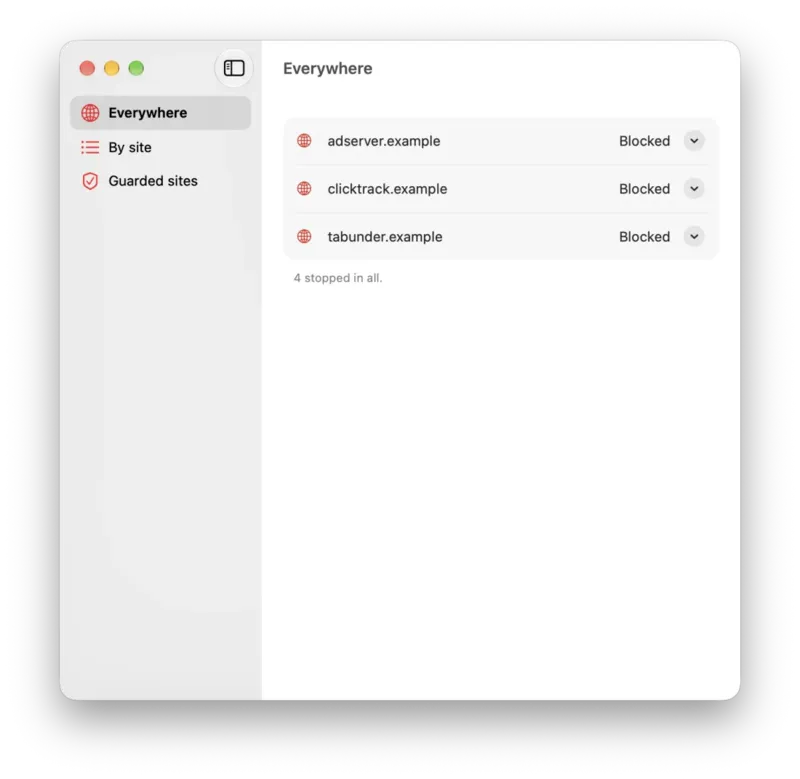 Everywhere
By site
Guarded sites
Everywhere
adserver.example Blocked
clicktrack.example Blocked
tabunder.example Blocked
4 stopped in all.